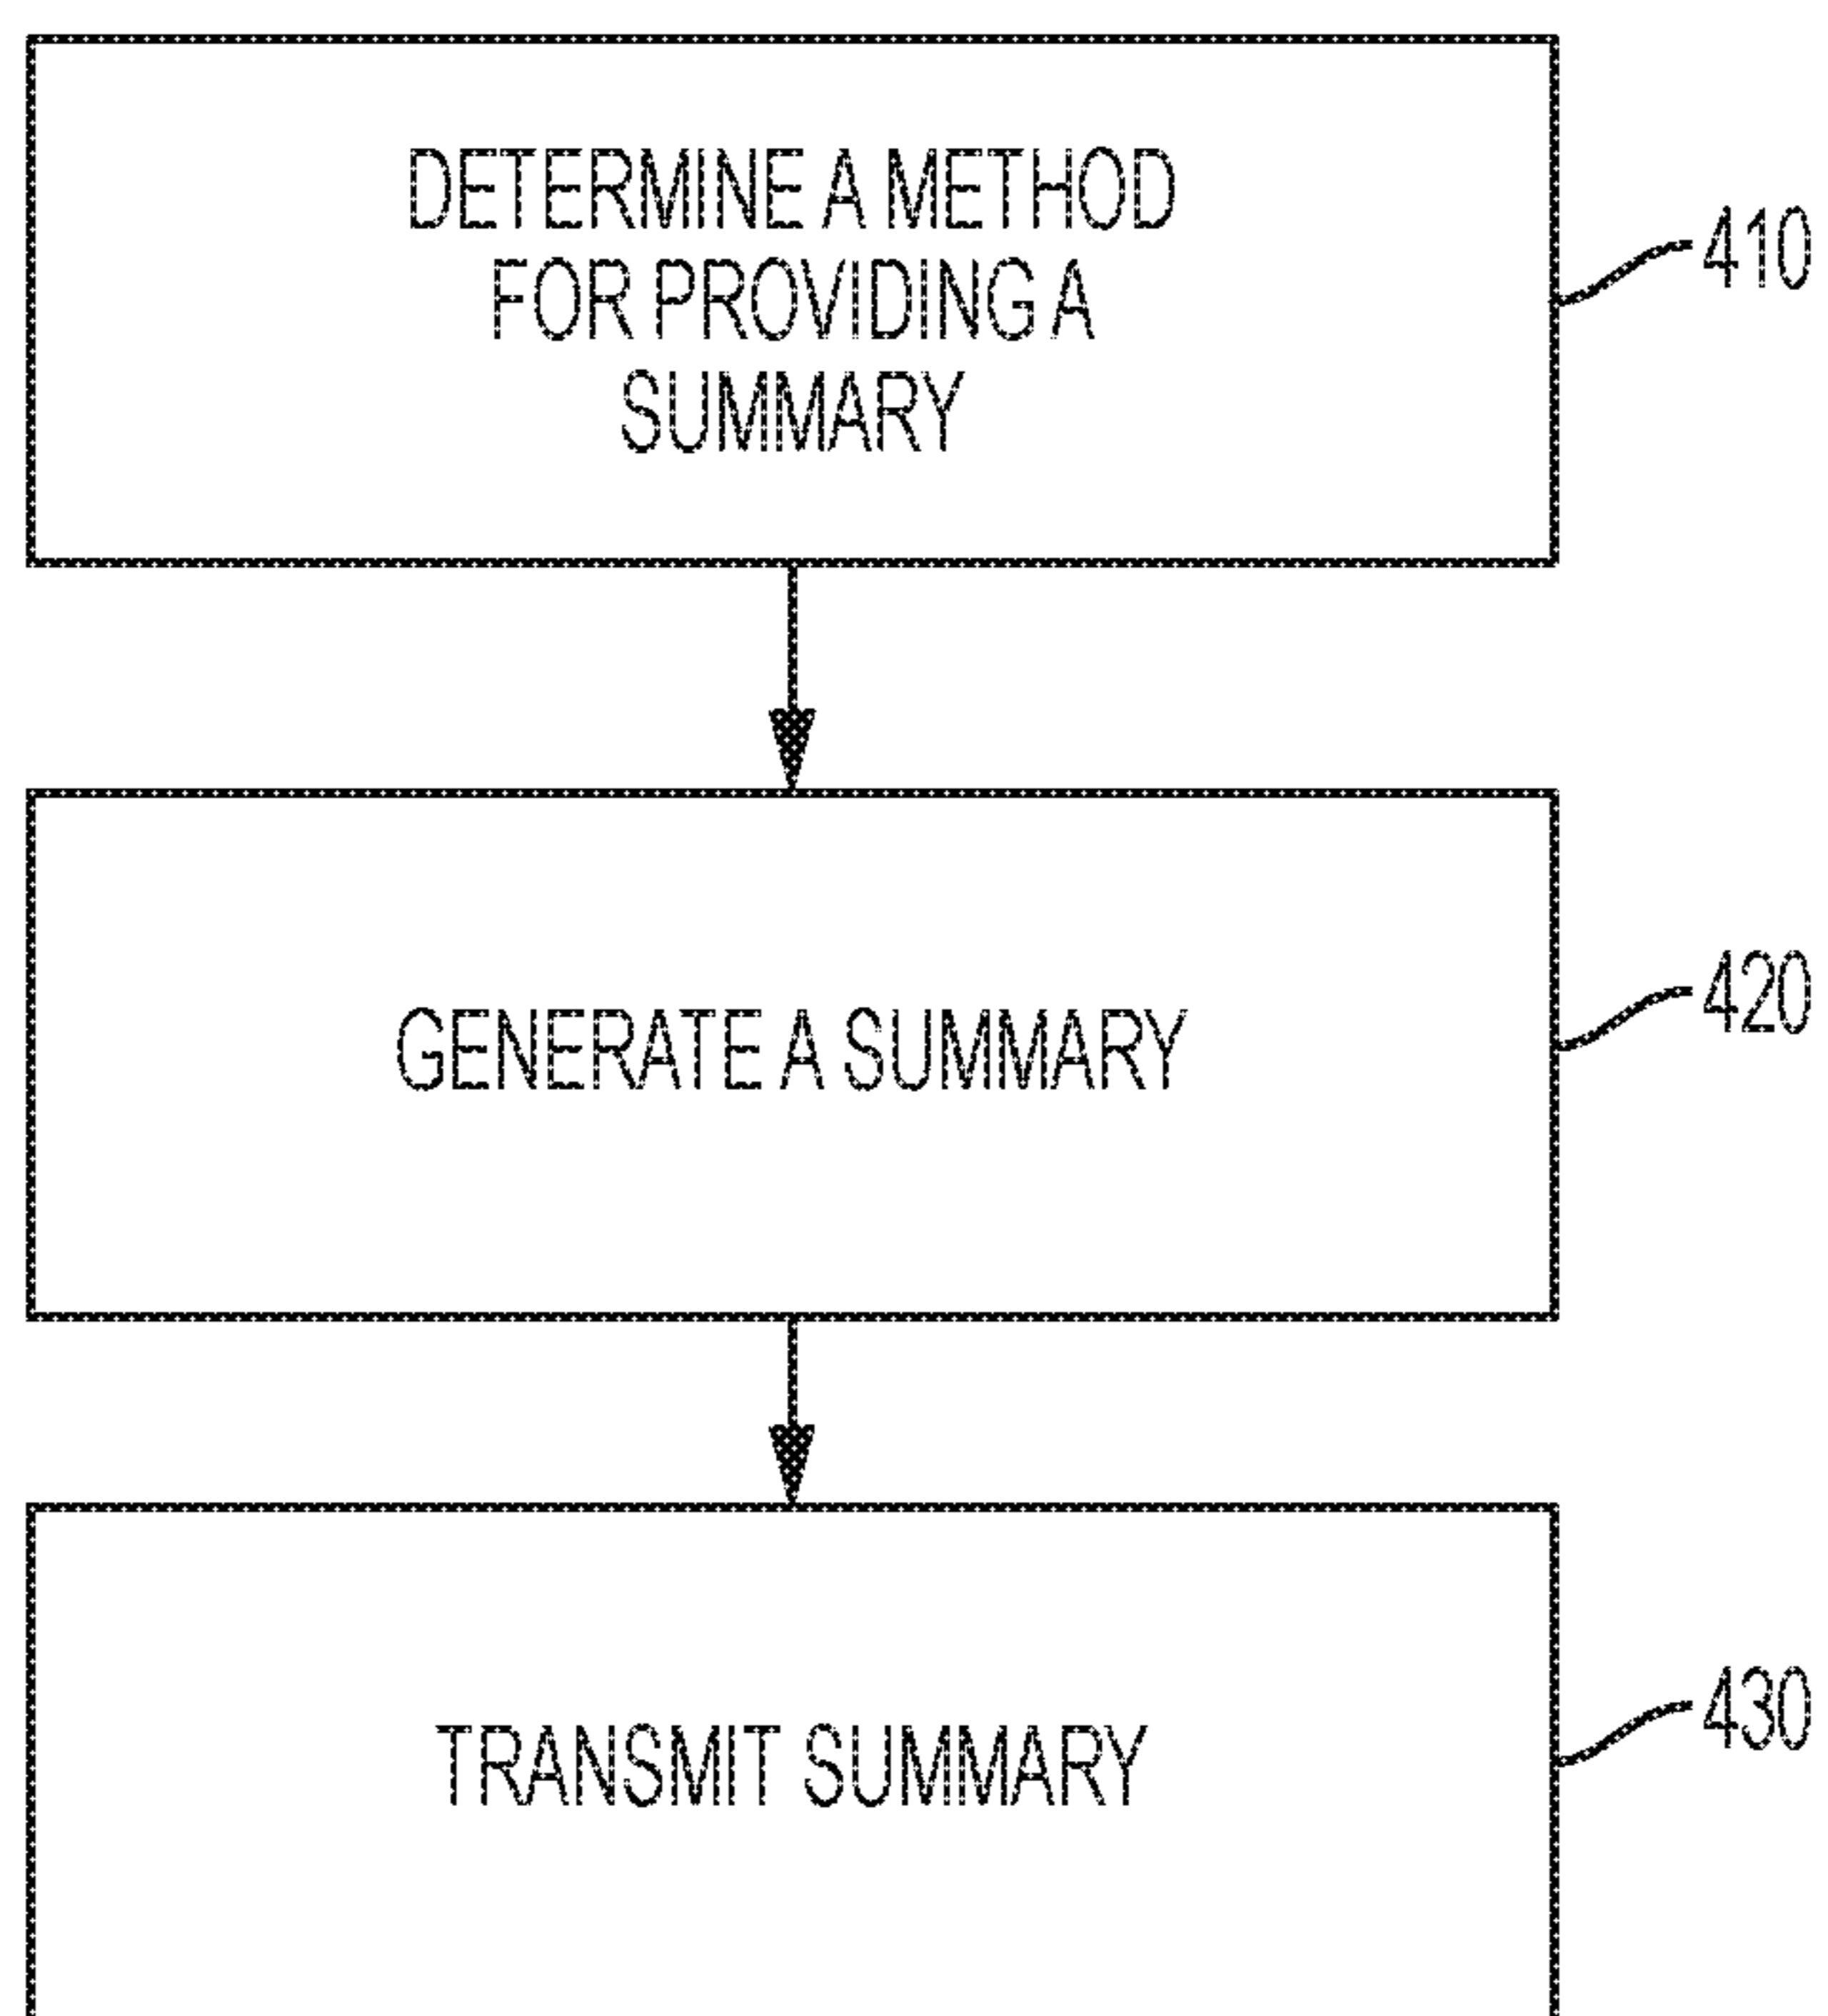 DETERMINE A METHOD
FOR PROVIDING A
SUMMARY
410
GENERATE A SUMMARY
420
TRANSMIT SUMMARY
430